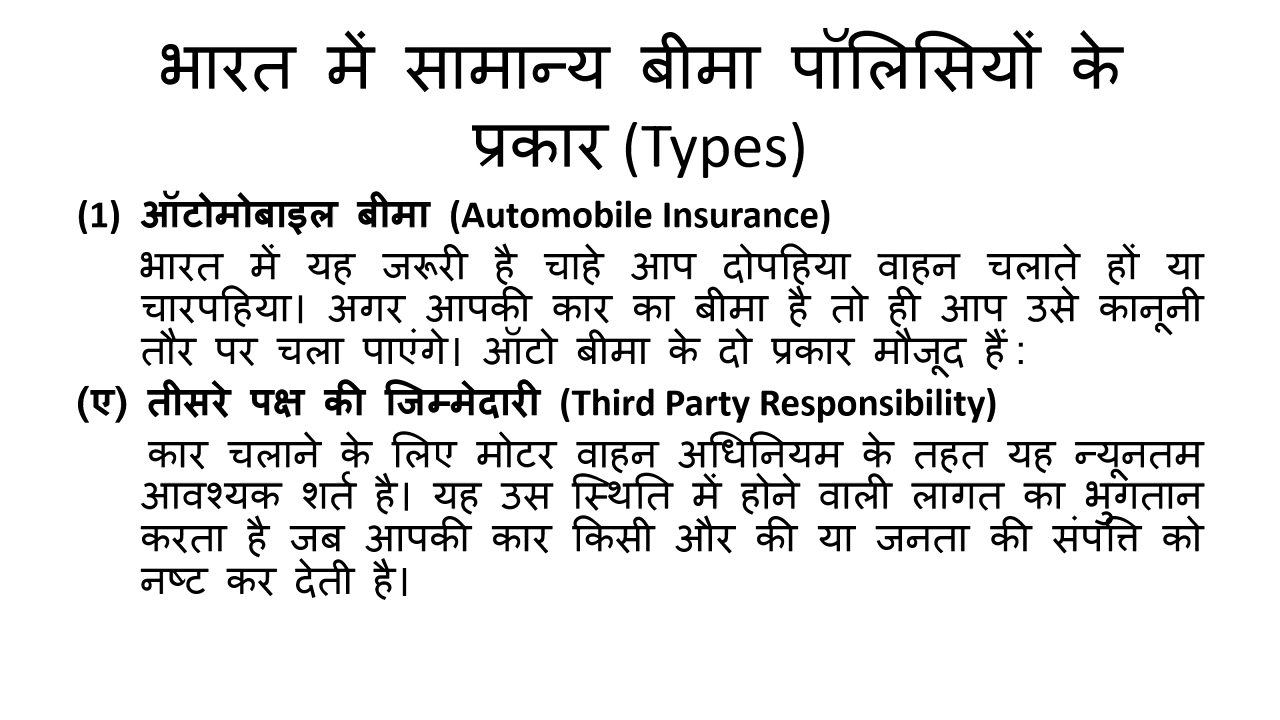 भारत में सामान्य बीमा पॉलिसियों के
प्रकार (Types)
(1) ऑटोमोबाइल बीमा (Automobile Insurance)
भारत में यह जरूरी है चाहे आप दोपहिया वाहन चलाते हों या
चारपहिया। अगर आपकी कार का बीमा है तो ही आप उसे कानूनी
तौर पर चला पाएंगे। ऑटो बीमा के दो प्रकार मौजूद हैं :
(ए) तीसरे पक्ष की जिम्मेदारी (Third Party Responsibility)
कार चलाने के लिए मोटर वाहन अधिनियम के तहत यह न्यूनतम
आवश्यक शर्त है। यह उस स्थिति में होने वाली लागत का भुगतान
करता है जब आपकी कार किसी और की या जनता की संपत्ति को
नष्ट कर देती है।